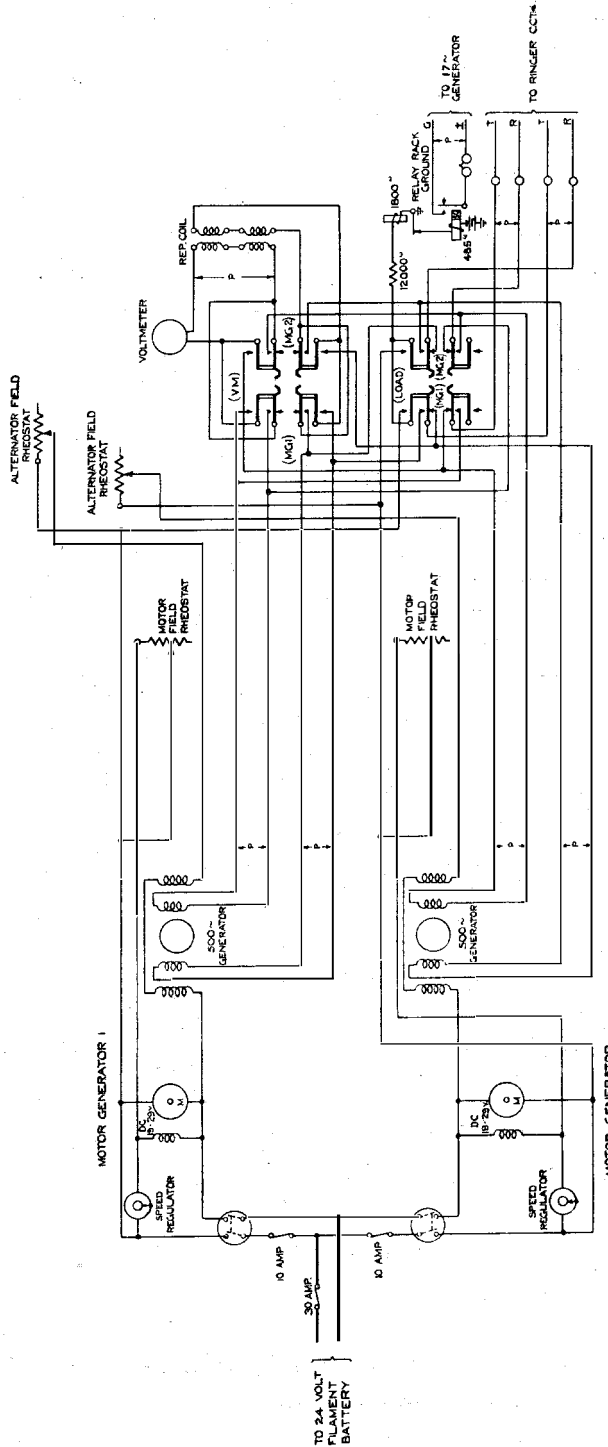 ALTERNATOR FIELD
RHEOSTAT
ALTERNATOR FIELD
RHEOSTAT
VOLTMETER
REP. COIL
P
(VM)
(MG2)
(MG1)
(LOAD)
(MG1)
(MG2)
12000~
1800~
RELAY RACK
GROUND
485~
TO 17~
GENERATOR
G
P
±
T
R
T
R
P
P
TO RINGER CCTS.
MOTOR
FIELD
RHEOSTAT
MOTOR
FIELD
RHEOSTAT
P
P
P
P
500~
GENERATOR
500~
GENERATOR
MOTOR GENERATOR 1
DC
18-29V
M
SPEED
REGULATOR
DC
18-29V
M
SPEED
REGULATOR
MOTOR GENERATOR
10 AMP
30 AMP.
10 AMP
TO 24 VOLT
FILAMENT
BATTERY